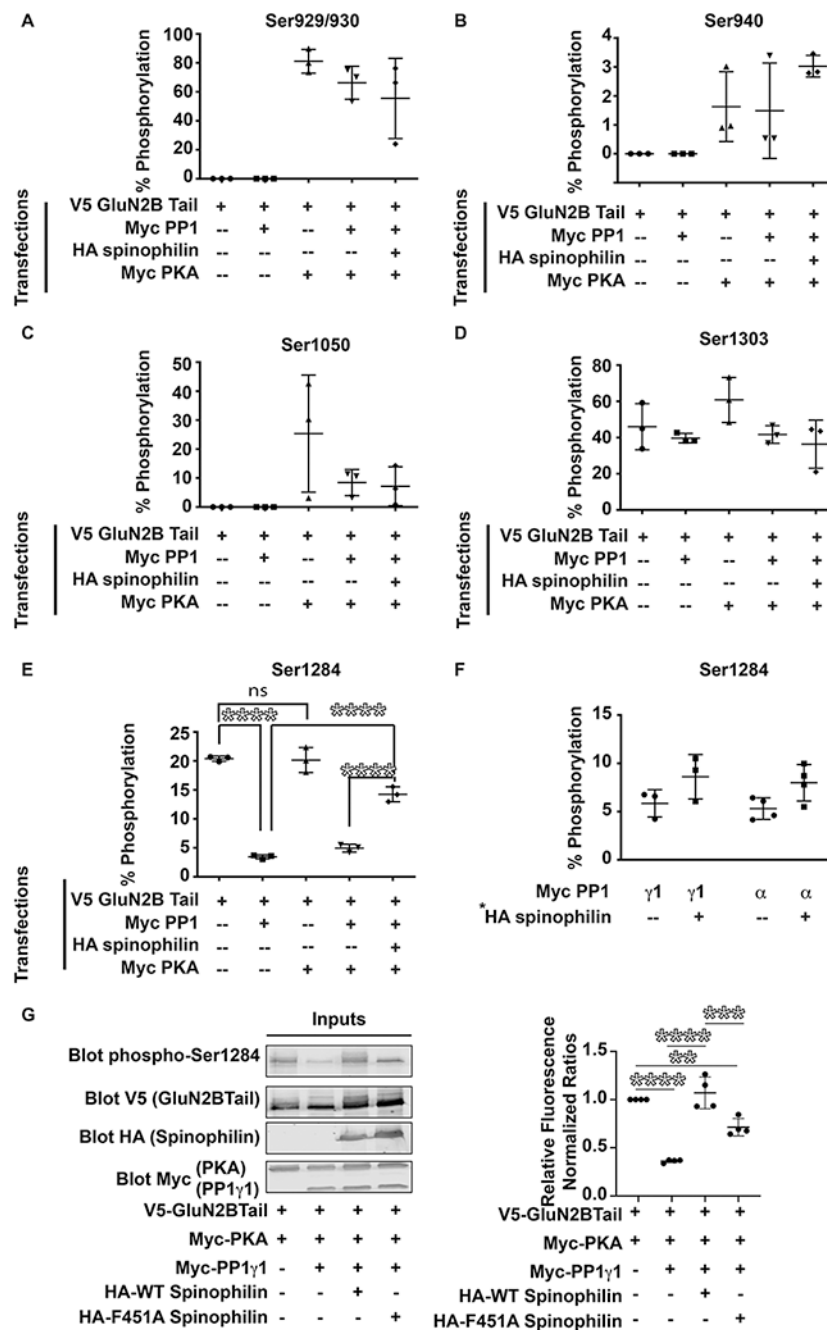 A
Ser929/930
% Phosphorylation
100
80
60
40
20
0
Transfections
V5 GluN2B Tail + + + + +
Myc PP1 -- + -- + +
HA spinophilin -- -- -- -- +
Myc PKA -- -- + + +
B
Ser940
% Phosphorylation
4
3
2
1
0
Transfections
V5 GluN2B Tail + + + + +
Myc PP1 -- + -- + +
HA spinophilin -- -- -- -- +
Myc PKA -- -- + + +
C
Ser1050
% Phosphorylation
50
40
30
20
10
0
Transfections
V5 GluN2B Tail + + + + +
Myc PP1 -- + -- + +
HA spinophilin -- -- -- -- +
Myc PKA -- -- + + +
D
Ser1303
% Phosphorylation
80
60
40
20
0
Transfections
V5 GluN2B Tail + + + + +
Myc PP1 -- + -- + +
HA spinophilin -- -- -- -- +
Myc PKA -- -- + + +
E
Ser1284
ns
% Phosphorylation
25
20
15
10
5
0
Transfections
V5 GluN2B Tail + + + + +
Myc PP1 -- + -- + +
HA spinophilin -- -- -- -- +
Myc PKA -- -- + + +
F
Ser1284
% Phosphorylation
15
10
5
0
Myc PP1 γ1 γ1 α α
*HA spinophilin -- + -- +
G
Inputs
Blot phospho-Ser1284
Blot V5 (GluN2BTail)
Blot HA (Spinophilin)
Blot Myc (PKA)
(PP1γ1)
V5-GluN2BTail + + + +
Myc-PKA + + + +
Myc-PP1γ1 - + + +
HA-WT Spinophilin - - + -
HA-F451A Spinophilin - - - +
Relative Fluorescence
Normalized Ratios
1.5
1.0
0.5
0.0
V5-GluN2BTail + + + +
Myc-PKA + + + +
Myc-PP1γ1 - + + +
HA-WT Spinophilin - - + -
HA-F451A Spinophilin - - - +